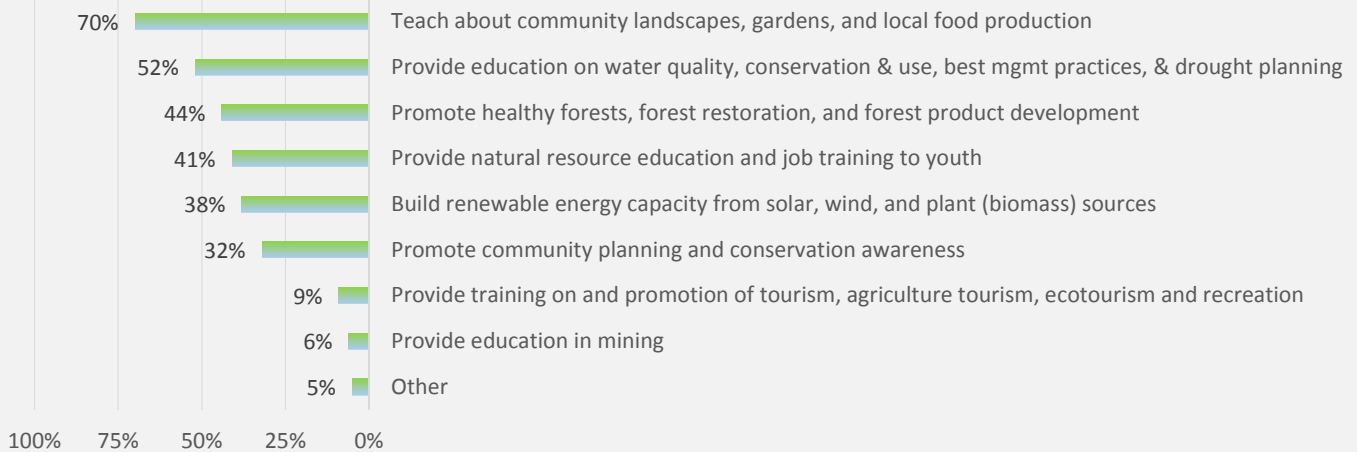 70% Teach about community landscapes, gardens, and local food production
52% Provide education on water quality, conservation & use, best mgmt practices, & drought planning
44% Promote healthy forests, forest restoration, and forest product development
41% Provide natural resource education and job training to youth
38% Build renewable energy capacity from solar, wind, and plant (biomass) sources
32% Promote community planning and conservation awareness
9% Provide training on and promotion of tourism, agriculture tourism, ecotourism and recreation
6% Provide education in mining
5% Other
100% 75% 50% 25% 0%